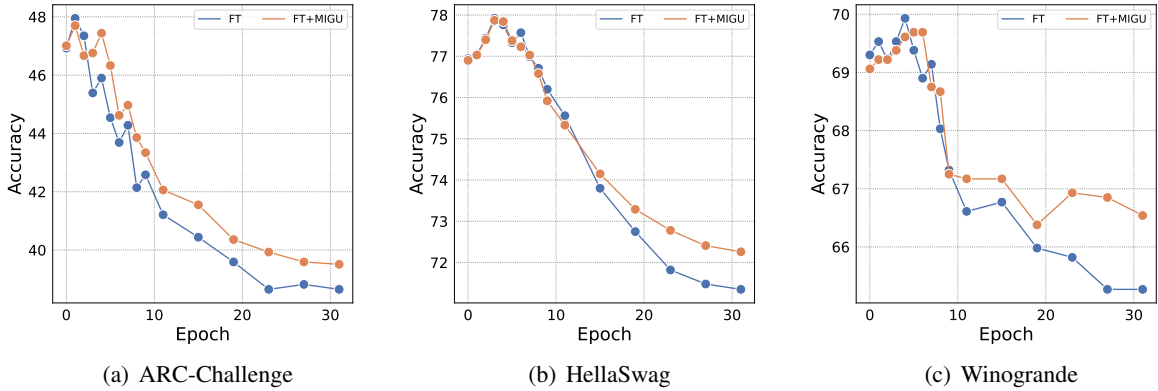 FT FT+MIGU
48
46
44
42
40
Accuracy
0 10 20 30
Epoch
(a) ARC-Challenge
FT FT+MIGU
78
77
76
75
74
73
72
Accuracy
0 10 20 30
Epoch
(b) HellaSwag
FT FT+MIGU
70
69
68
67
66
Accuracy
0 10 20 30
Epoch
(c) Winogrande